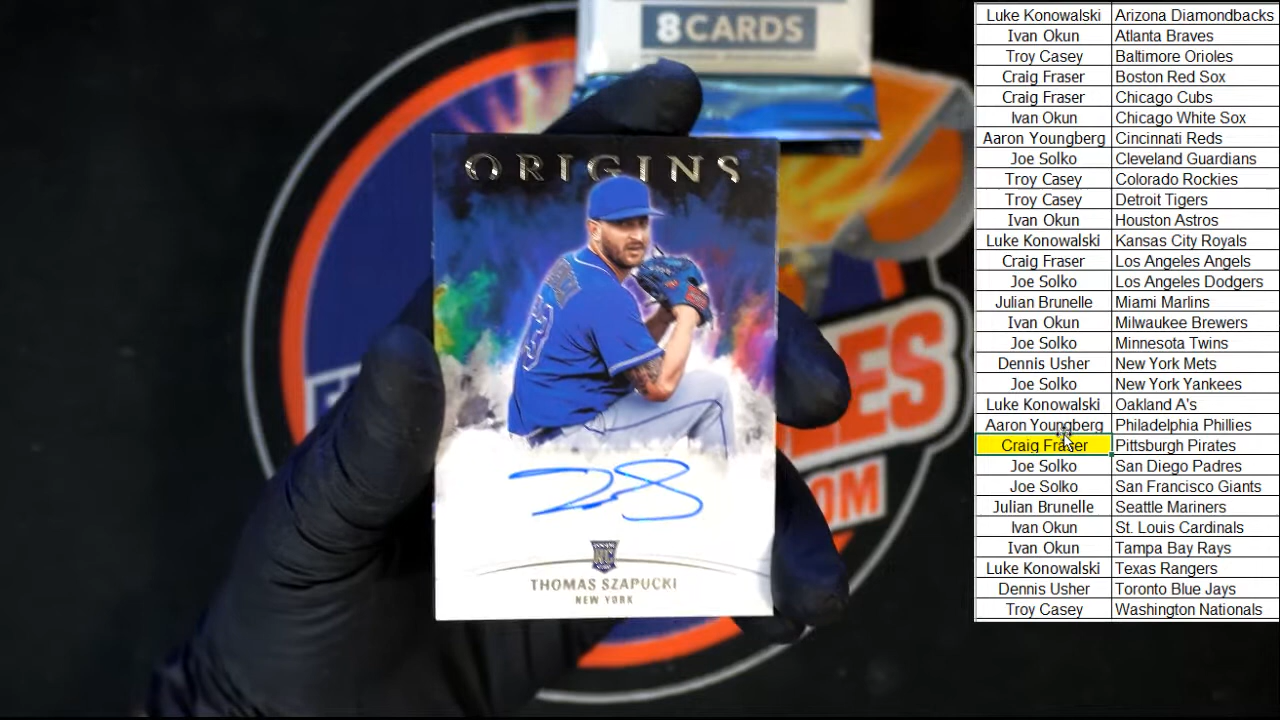 8 CARDS
ORIGINS
RC
THOMAS SZAPUCKI
NEW YORK
OM
Luke Konowalski Arizona Diamondbacks
Ivan Okun Atlanta Braves
Troy Casey Baltimore Orioles
Craig Fraser Boston Red Sox
Craig Fraser Chicago Cubs
Ivan Okun Chicago White Sox
Aaron Youngberg Cincinnati Reds
Joe Solko Cleveland Guardians
Troy Casey Colorado Rockies
Troy Casey Detroit Tigers
Ivan Okun Houston Astros
Luke Konowalski Kansas City Royals
Craig Fraser Los Angeles Angels
Joe Solko Los Angeles Dodgers
Julian Brunelle Miami Marlins
Ivan Okun Milwaukee Brewers
Joe Solko Minnesota Twins
Dennis Usher New York Mets
Joe Solko New York Yankees
Luke Konowalski Oakland A's
Aaron Youngberg Philadelphia Phillies
Craig Fraser Pittsburgh Pirates
Joe Solko San Diego Padres
Joe Solko San Francisco Giants
Julian Brunelle Seattle Mariners
Ivan Okun St. Louis Cardinals
Ivan Okun Tampa Bay Rays
Luke Konowalski Texas Rangers
Dennis Usher Toronto Blue Jays
Troy Casey Washington Nationals